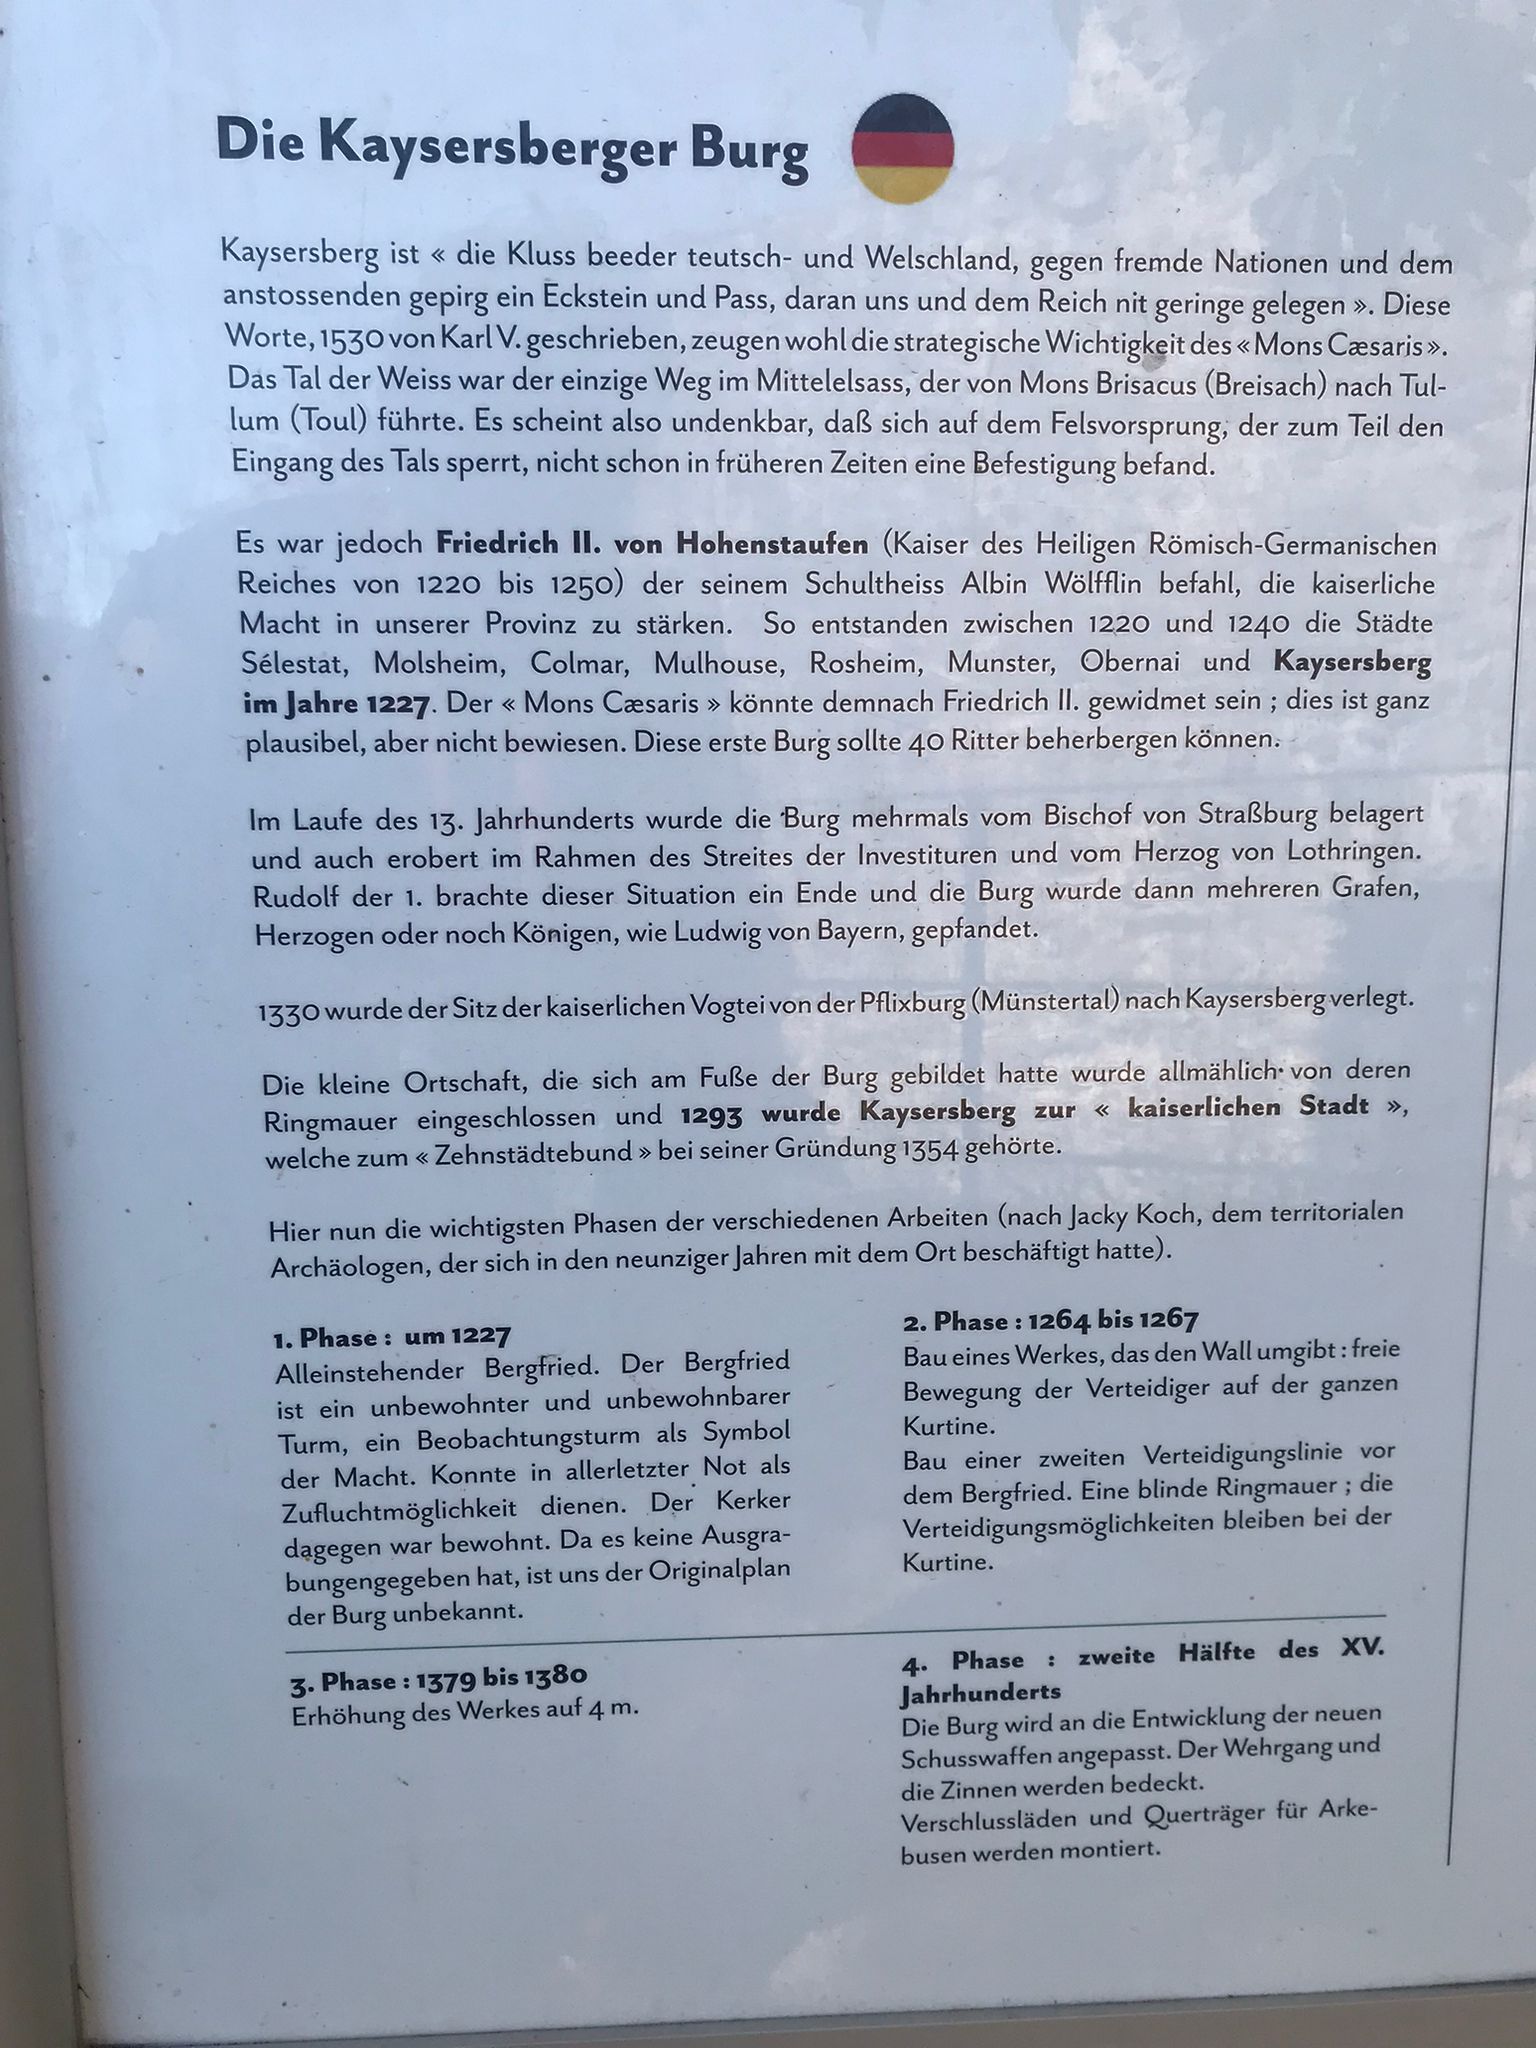 Die Kaysersberger Burg
Kaysersberg ist « die Kluss beeder teutsch- und Welschland, gegen fremde Nationen und dem
anstossenden gepirg ein Eckstein und Pass, daran uns und dem Reich nit geringe gelegen ». Diese
Worte, 1530 von Karl V. geschrieben, zeugen wohl die strategische Wichtigkeit des « Mons Cæsaris ».
Das Tal der Weiss war der einzige Weg im Mittelelsass, der von Mons Brisacus (Breisach) nach Tul-
lum (Toul) führte. Es scheint also undenkbar, daß sich auf dem Felsvorsprung, der zum Teil den
Eingang des Tals sperrt, nicht schon in früheren Zeiten eine Befestigung befand.
Es war jedoch Friedrich II. von Hohenstaufen (Kaiser des Heiligen Römisch-Germanischen
Reiches von 1220 bis 1250) der seinem Schultheiss Albin Wölfflin befahl, die kaiserliche
Macht in unserer Provinz zu stärken. So entstanden zwischen 1220 und 1240 die Städte
Sélestat, Molsheim, Colmar, Mulhouse, Rosheim, Munster, Obernai und Kaysersberg
im Jahre 1227. Der « Mons Cæsaris » könnte demnach Friedrich II. gewidmet sein ; dies ist ganz
plausibel, aber nicht bewiesen. Diese erste Burg sollte 40 Ritter beherbergen können.
Im Laufe des 13. Jahrhunderts wurde die Burg mehrmals vom Bischof von Straßburg belagert
und auch erobert im Rahmen des Streites der Investituren und vom Herzog von Lothringen.
Rudolf der 1. brachte dieser Situation ein Ende und die Burg wurde dann mehreren Grafen,
Herzogen oder noch Königen, wie Ludwig von Bayern, gepfandet.
1330 wurde der Sitz der kaiserlichen Vogtei von der Pflixburg (Münstertal) nach Kaysersberg verlegt.
Die kleine Ortschaft, die sich am Fuße der Burg gebildet hatte wurde allmählich von deren
Ringmauer eingeschlossen und 1293 wurde Kaysersberg zur « kaiserlichen Stadt »,
welche zum « Zehnstädtebund » bei seiner Gründung 1354 gehörte.
Hier nun die wichtigsten Phasen der verschiedenen Arbeiten (nach Jacky Koch, dem territorialen
Archäologen, der sich in den neunziger Jahren mit dem Ort beschäftigt hatte).
1. Phase : um 1227
Alleinstehender Bergfried. Der Bergfried
ist ein unbewohnter und unbewohnbarer
Turm, ein Beobachtungsturm als Symbol
der Macht. Konnte in allerletzter Not als
Zufluchtmöglichkeit dienen. Der Kerker
dagegen war bewohnt. Da es keine Ausgra-
bungengegeben hat, ist uns der Originalplan
der Burg unbekannt.
2. Phase : 1264 bis 1267
Bau eines Werkes, das den Wall umgibt : freie
Bewegung der Verteidiger auf der ganzen
Kurtine.
Bau einer zweiten Verteidigungslinie vor
dem Bergfried. Eine blinde Ringmauer ; die
Verteidigungsmöglichkeiten bleiben bei der
Kurtine.
3. Phase : 1379 bis 1380
Erhöhung des Werkes auf 4 m.
4. Phase : zweite Hälfte des XV.
Jahrhunderts
Die Burg wird an die Entwicklung der neuen
Schusswaffen angepasst. Der Wehrgang und
die Zinnen werden bedeckt.
Verschlussläden und Querträger für Arke-
busen werden montiert.